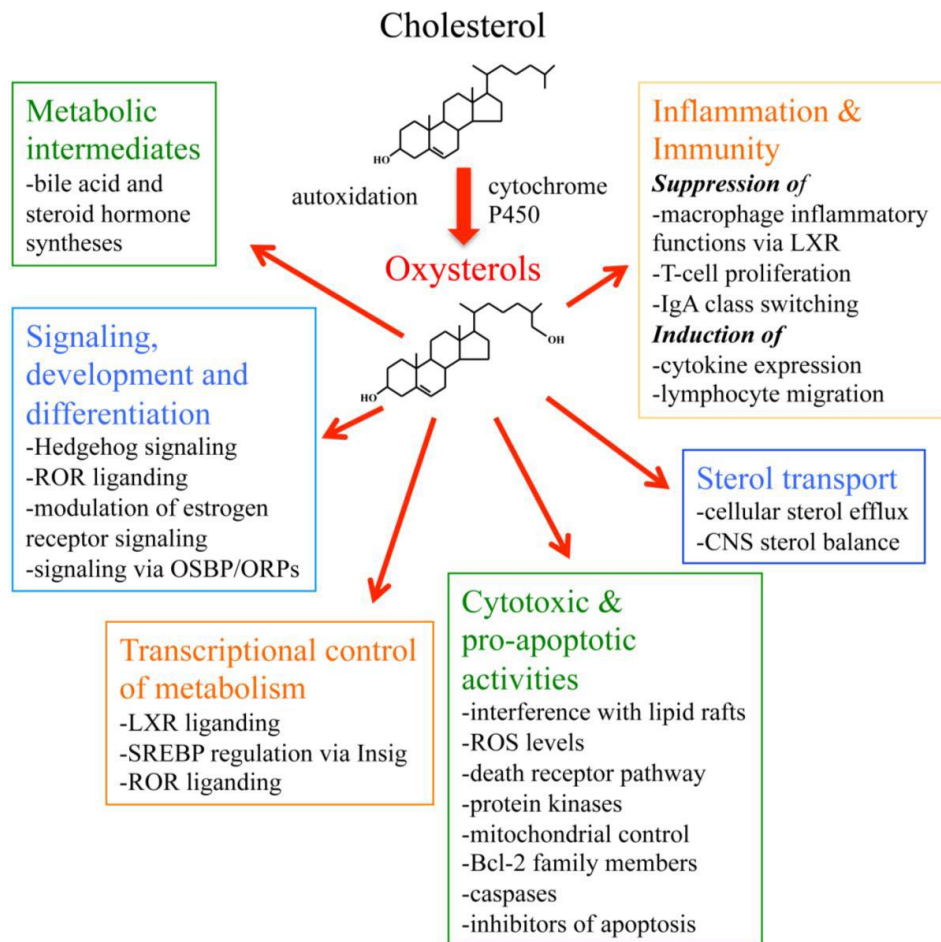 Cholesterol
HO
autoxidation
cytochrome
P450
Oxysterols
OH
HO
Metabolic
intermediates
-bile acid and
steroid hormone
syntheses
Signaling,
development and
differentiation
-Hedgehog signaling
-ROR liganding
-modulation of estrogen
receptor signaling
-signaling via OSBP/ORPs
Transcriptional control
of metabolism
-LXR liganding
-SREBP regulation via Insig
-ROR liganding
Cytotoxic &
pro-apoptotic
activities
-interference with lipid rafts
-ROS levels
-death receptor pathway
-protein kinases
-mitochondrial control
-Bcl-2 family members
-caspases
-inhibitors of apoptosis
Sterol transport
-cellular sterol efflux
-CNS sterol balance
Inflammation &
Immunity
Suppression of
-macrophage inflammatory
functions via LXR
-T-cell proliferation
-IgA class switching
Induction of
-cytokine expression
-lymphocyte migration